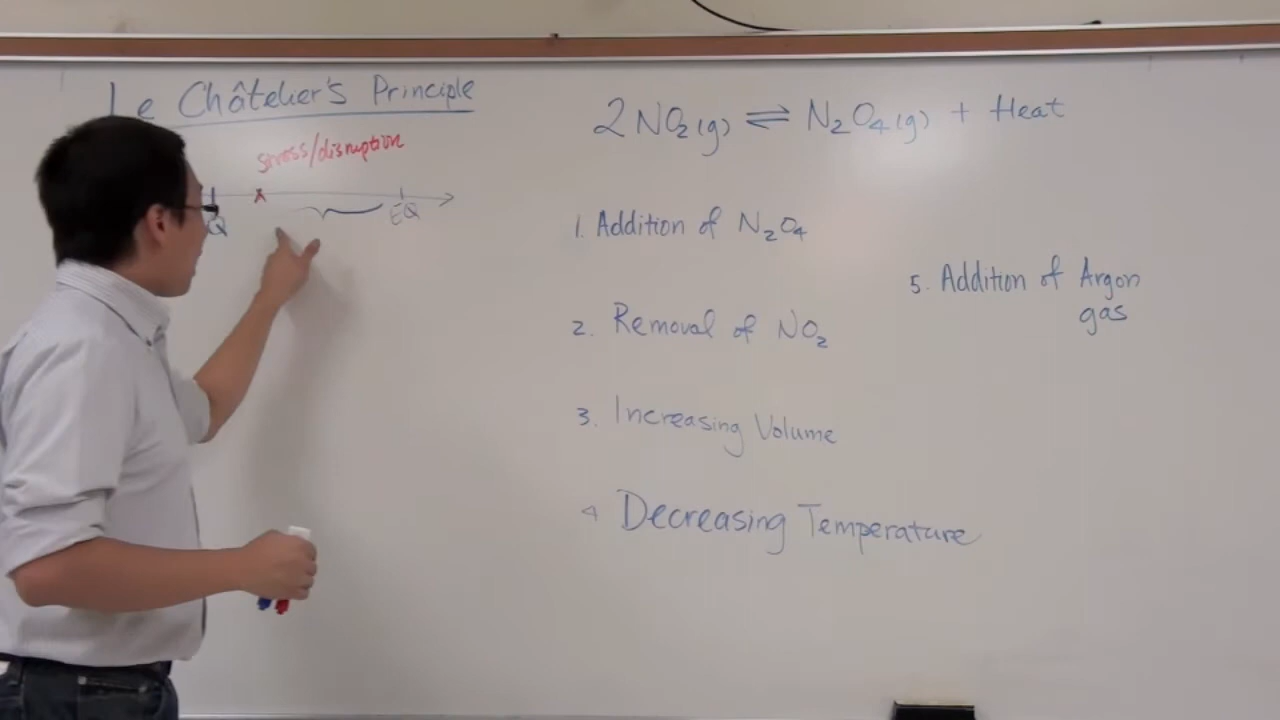 Le Châtelier's Principle
stress/disruption
x
Q EQ
2NO₂(g) ⇌ N₂O₄(g) + Heat
1. Addition of N₂O₄
2. Removal of NO₂
3. Increasing Volume
4 Decreasing Temperature
5. Addition of Argon
gas